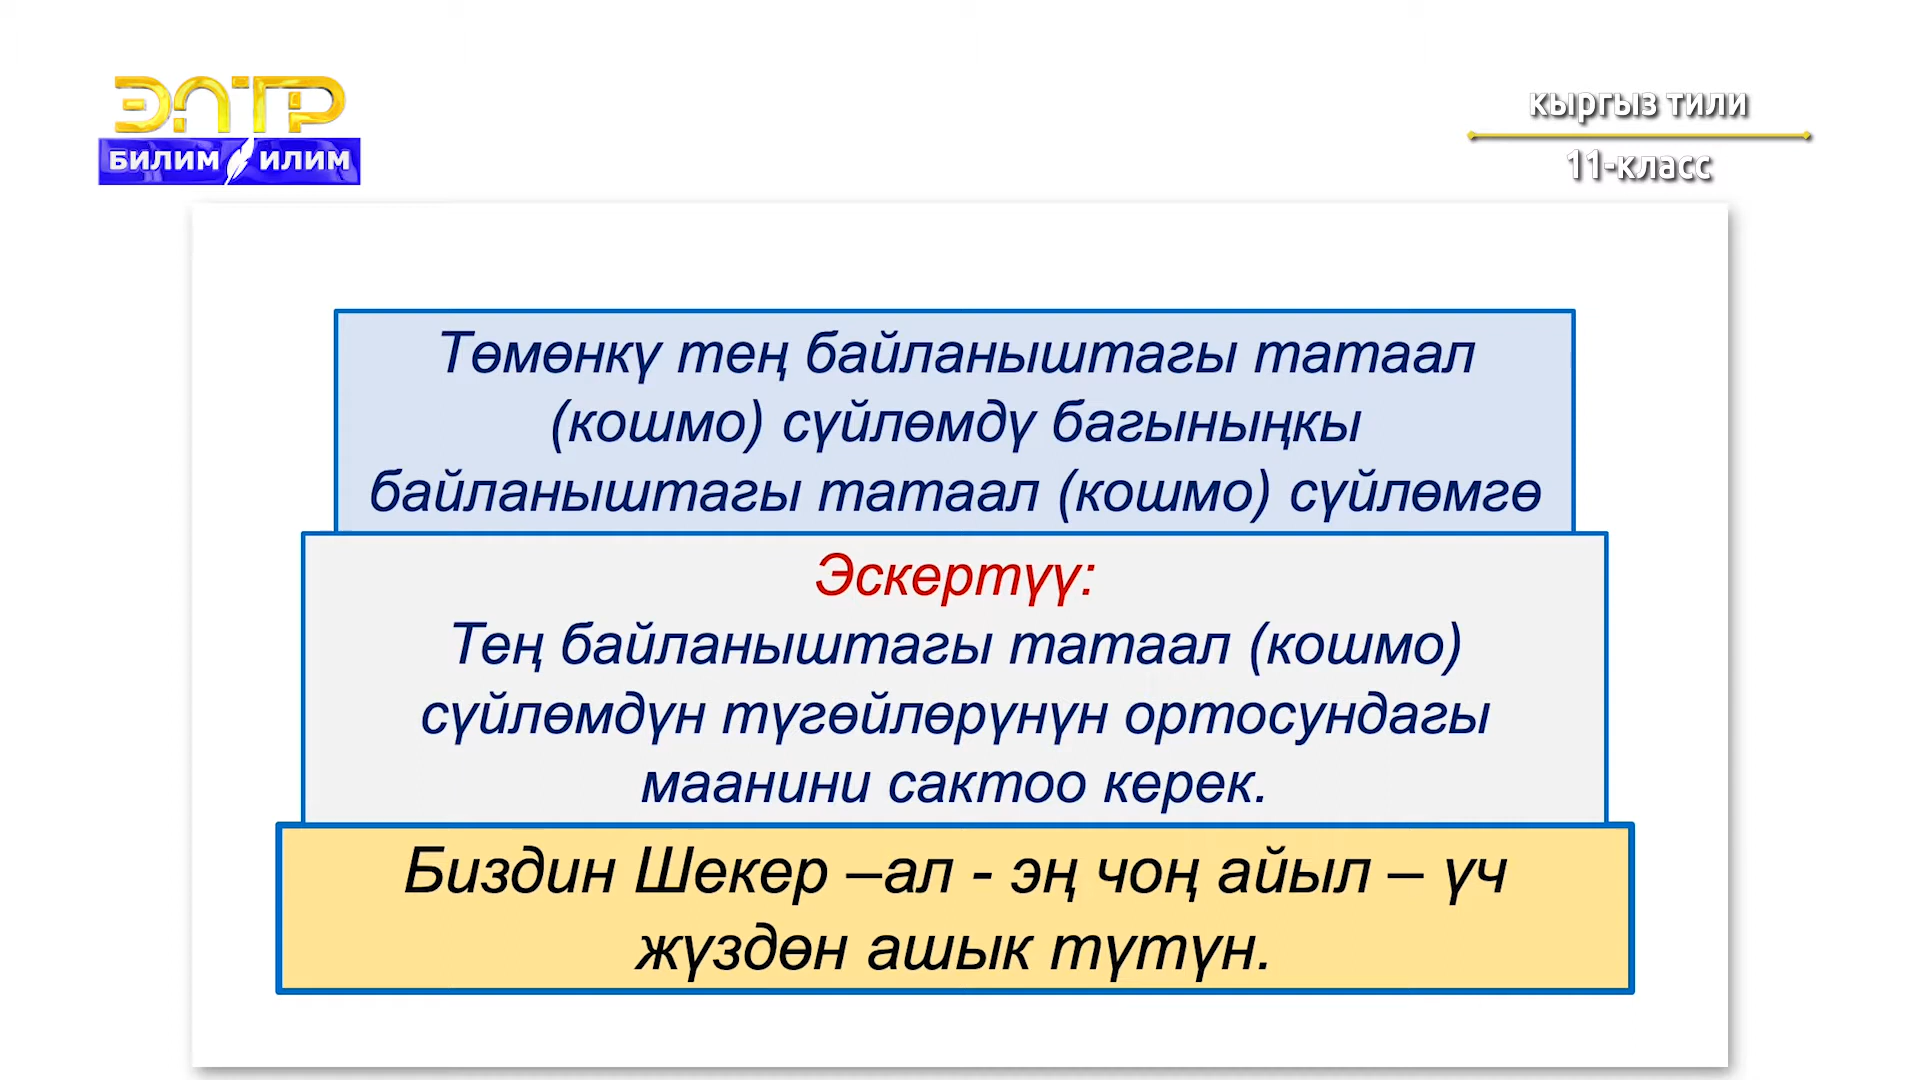 ЭЛТР
БИЛИМ ИЛИМ
кыргыз тили
11-класс
Төмөнкү тең байланыштагы татаал
(кошмо) сүйлөмдү багыныңкы
байланыштагы татаал (кошмо) сүйлөмгө
Эскертүү:
Тең байланыштагы татаал (кошмо)
сүйлөмдүн түгөйлөрүнүн ортосундагы
маанини сактоо керек.
Биздин Шекер –ал - эң чоң айыл – үч
жүздөн ашык түтүн.